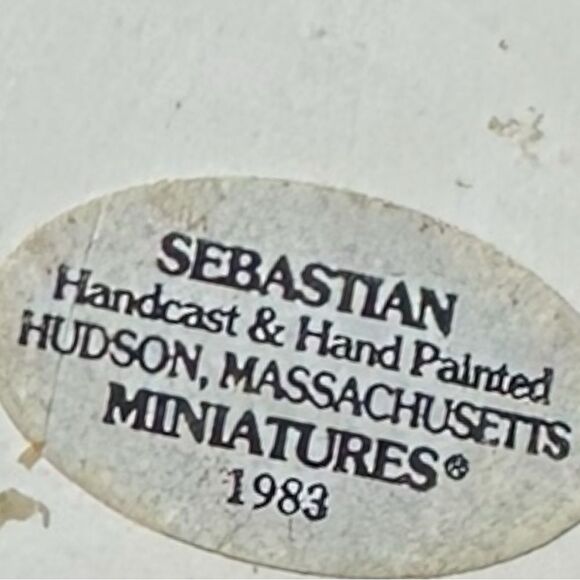 SEBASTIAN
Handcast & Hand Painted
HUDSON, MASSACHUSETTS
MINIATURES®
1983